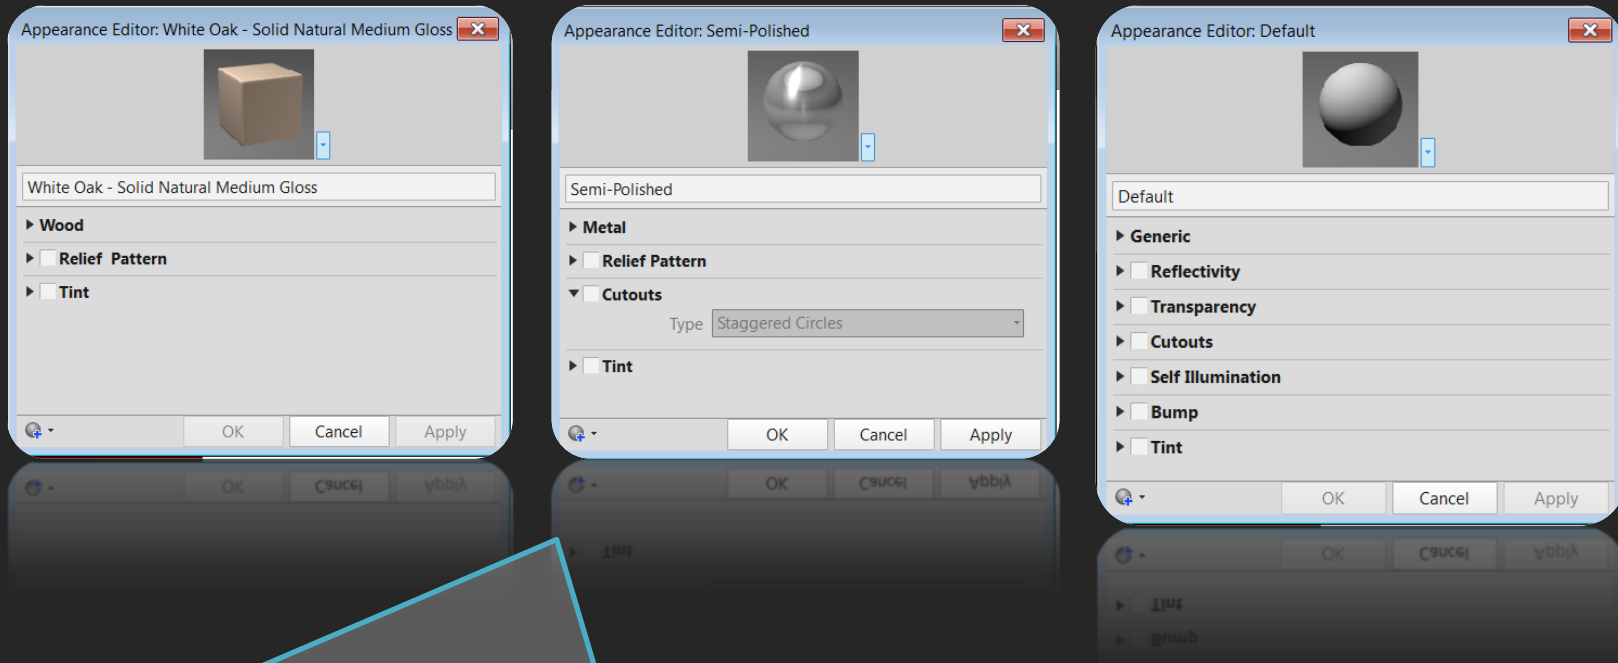 Appearance Editor: White Oak - Solid Natural Medium Gloss
White Oak - Solid Natural Medium Gloss
Wood
Relief Pattern
Tint
OK Cancel Apply
Appearance Editor: Semi-Polished
Semi-Polished
Metal
Relief Pattern
Cutouts
Type Staggered Circles
Tint
OK Cancel Apply
Appearance Editor: Default
Default
Generic
Reflectivity
Transparency
Cutouts
Self Illumination
Bump
Tint
OK Cancel Apply